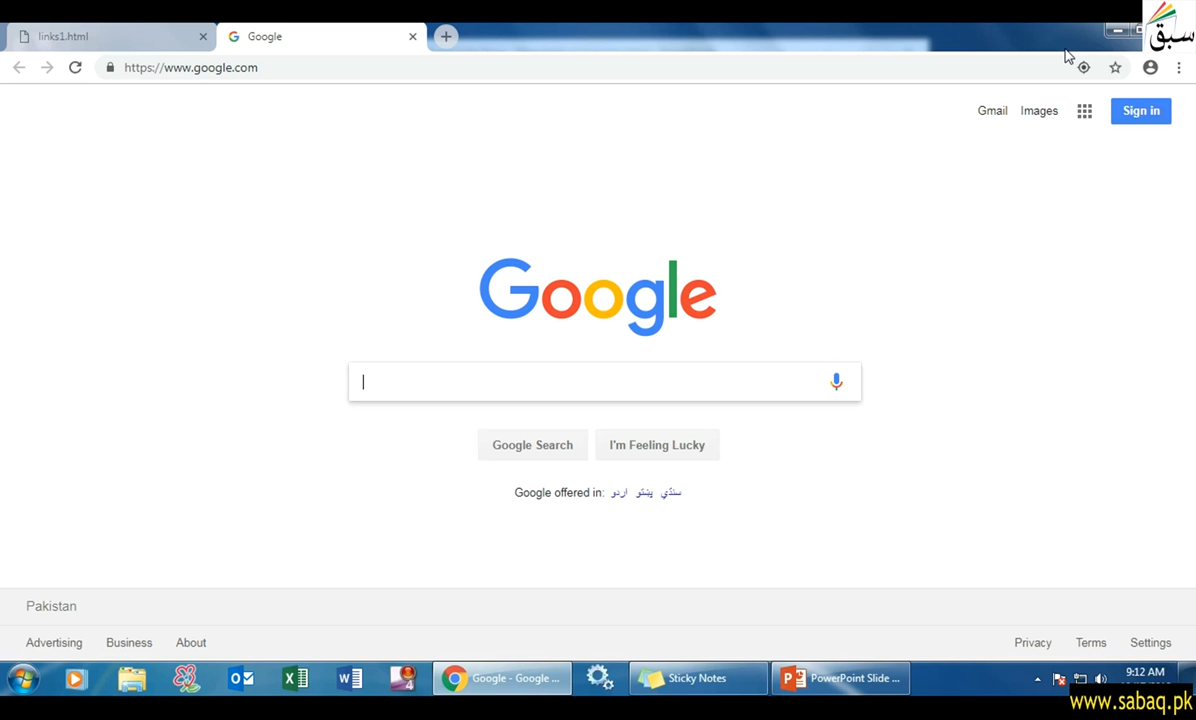 links1.html
Google
سبق
https://www.google.com
Gmail Images Sign in
Google
Google Search I'm Feeling Lucky
Google offered in: اردو پښتو سنڌي
Pakistan
Advertising Business About Privacy Terms Settings
Google - Google ... Sticky Notes PowerPoint Slide ... 9:12 AM
www.sabaq.pk